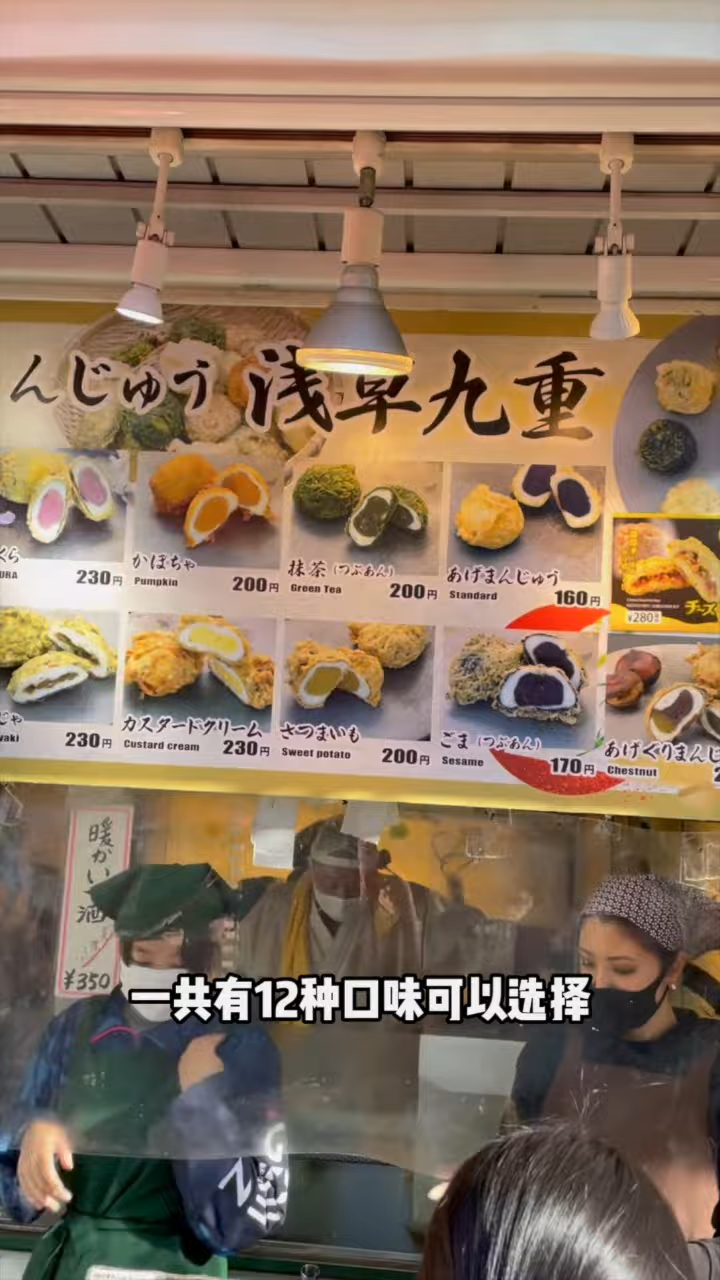 んじゅう 浅草九重
くら
URA
230円
かぼちゃ
Pumpkin
200円
抹茶(つぶあん)
Green Tea
200円
あげまんじゅう
Standard
160円
チーズ
¥280
じゃ
yaki
230円
カスタードクリーム
Custard cream
230円
さつまいも
Sweet potato
200円
ごま(つぶあん)
Sesame
170円
あげぐりまんじ
Chestnut
2
暖かい
酒
¥350
一共有12种口味可以选择